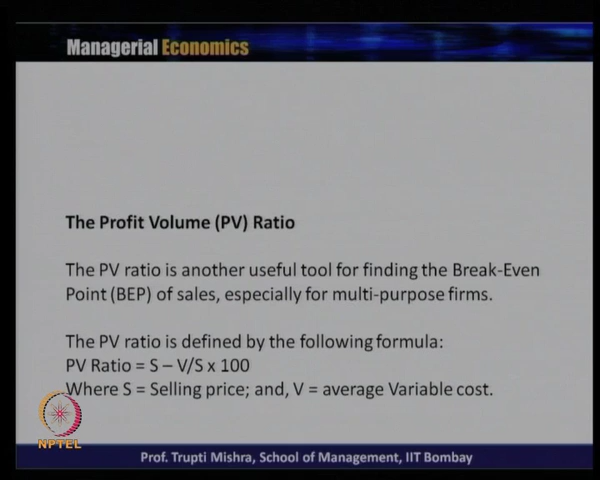 Managerial Economics
The Profit Volume (PV) Ratio
The PV ratio is another useful tool for finding the Break-Even
Point (BEP) of sales, especially for multi-purpose firms.
The PV ratio is defined by the following formula:
PV Ratio = S – V/S x 100
Where S = Selling price; and, V = average Variable cost.
NPTEL
Prof. Trupti Mishra, School of Management, IIT Bombay